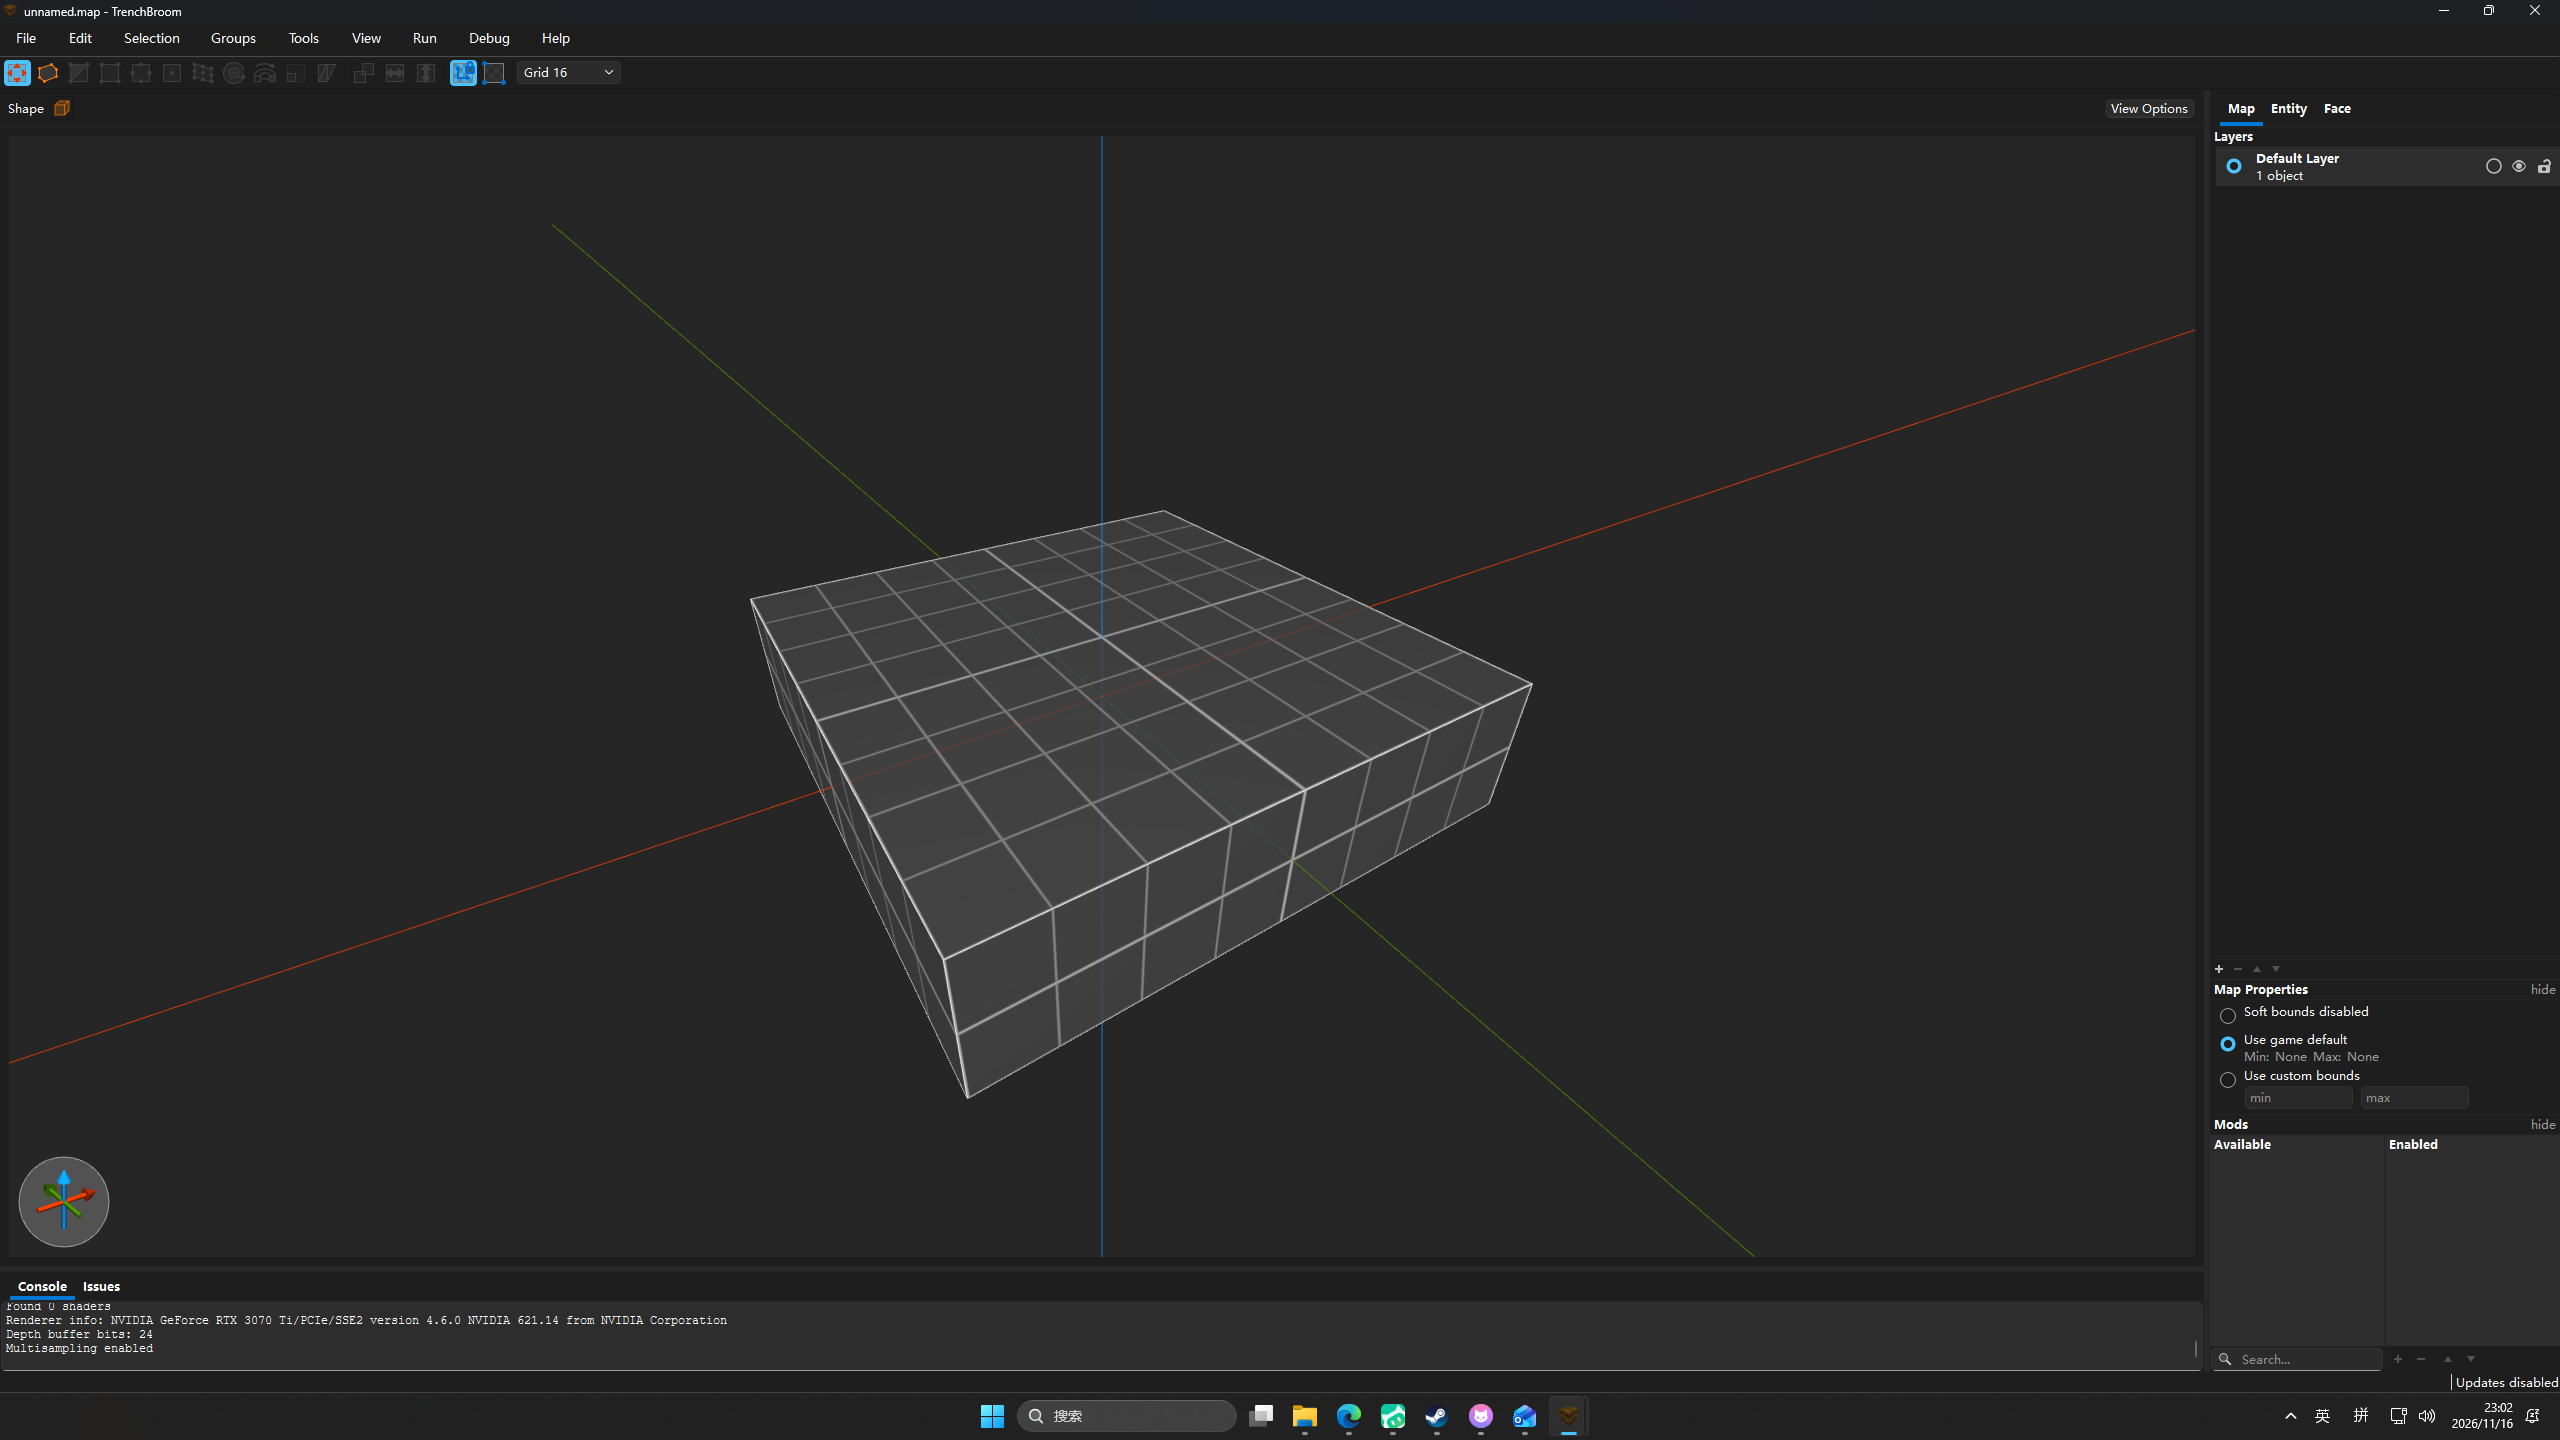 unnamed.map - TrenchBroom
File Edit Selection Groups Tools View Run Debug Help
Grid 16
Shape
View Options
Map Entity Face
Layers
Default Layer
1 object
Map Properties hide
Soft bounds disabled
Use game default
Min: None Max: None
Use custom bounds
min max
Mods hide
Available Enabled
Search...
Console Issues
Found 0 shaders
Renderer info: NVIDIA GeForce RTX 3070 Ti/PCIe/SSE2 version 4.6.0 NVIDIA 621.14 from NVIDIA Corporation
Depth buffer bits: 24
Multisampling enabled
Updates disabled
搜索
英 拼
23:02
2026/11/16